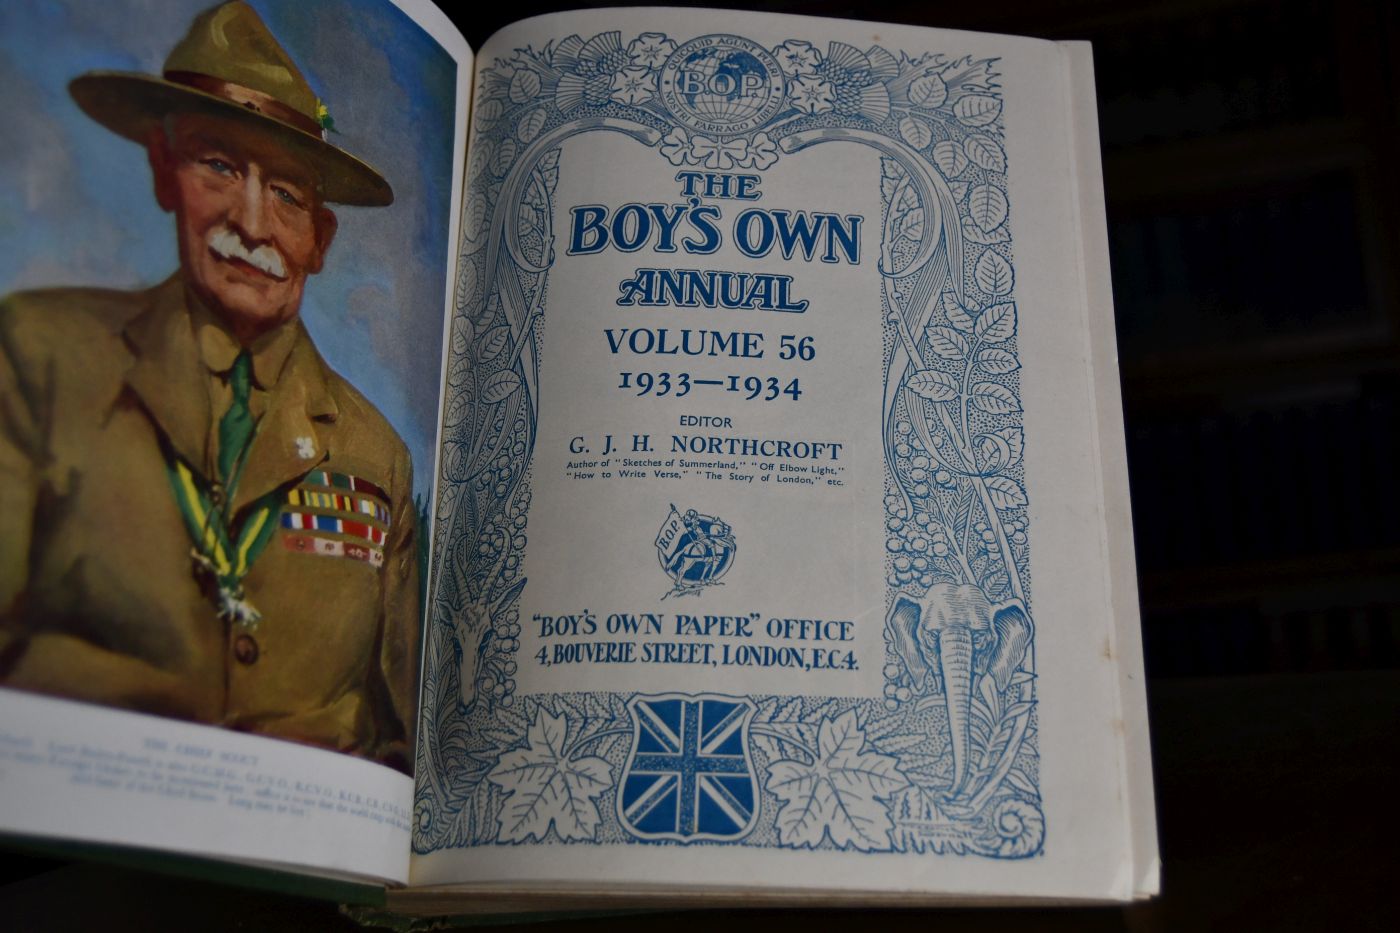 QUICQUID AGUNT PUERI
NOSTRI FARRAGO LIBELLI
BOP
THE
BOY'S OWN
ANNUAL
VOLUME 56
1933—1934
EDITOR
G. J. H. NORTHCROFT
Author of "Sketches of Summerland," "Off Elbow Light,"
"How to Write Verse," "The Story of London," etc.
B.O.P.
"BOY'S OWN PAPER" OFFICE
4, BOUVERIE STREET, LONDON, E.C.4.
THE CHIEF SCOUT